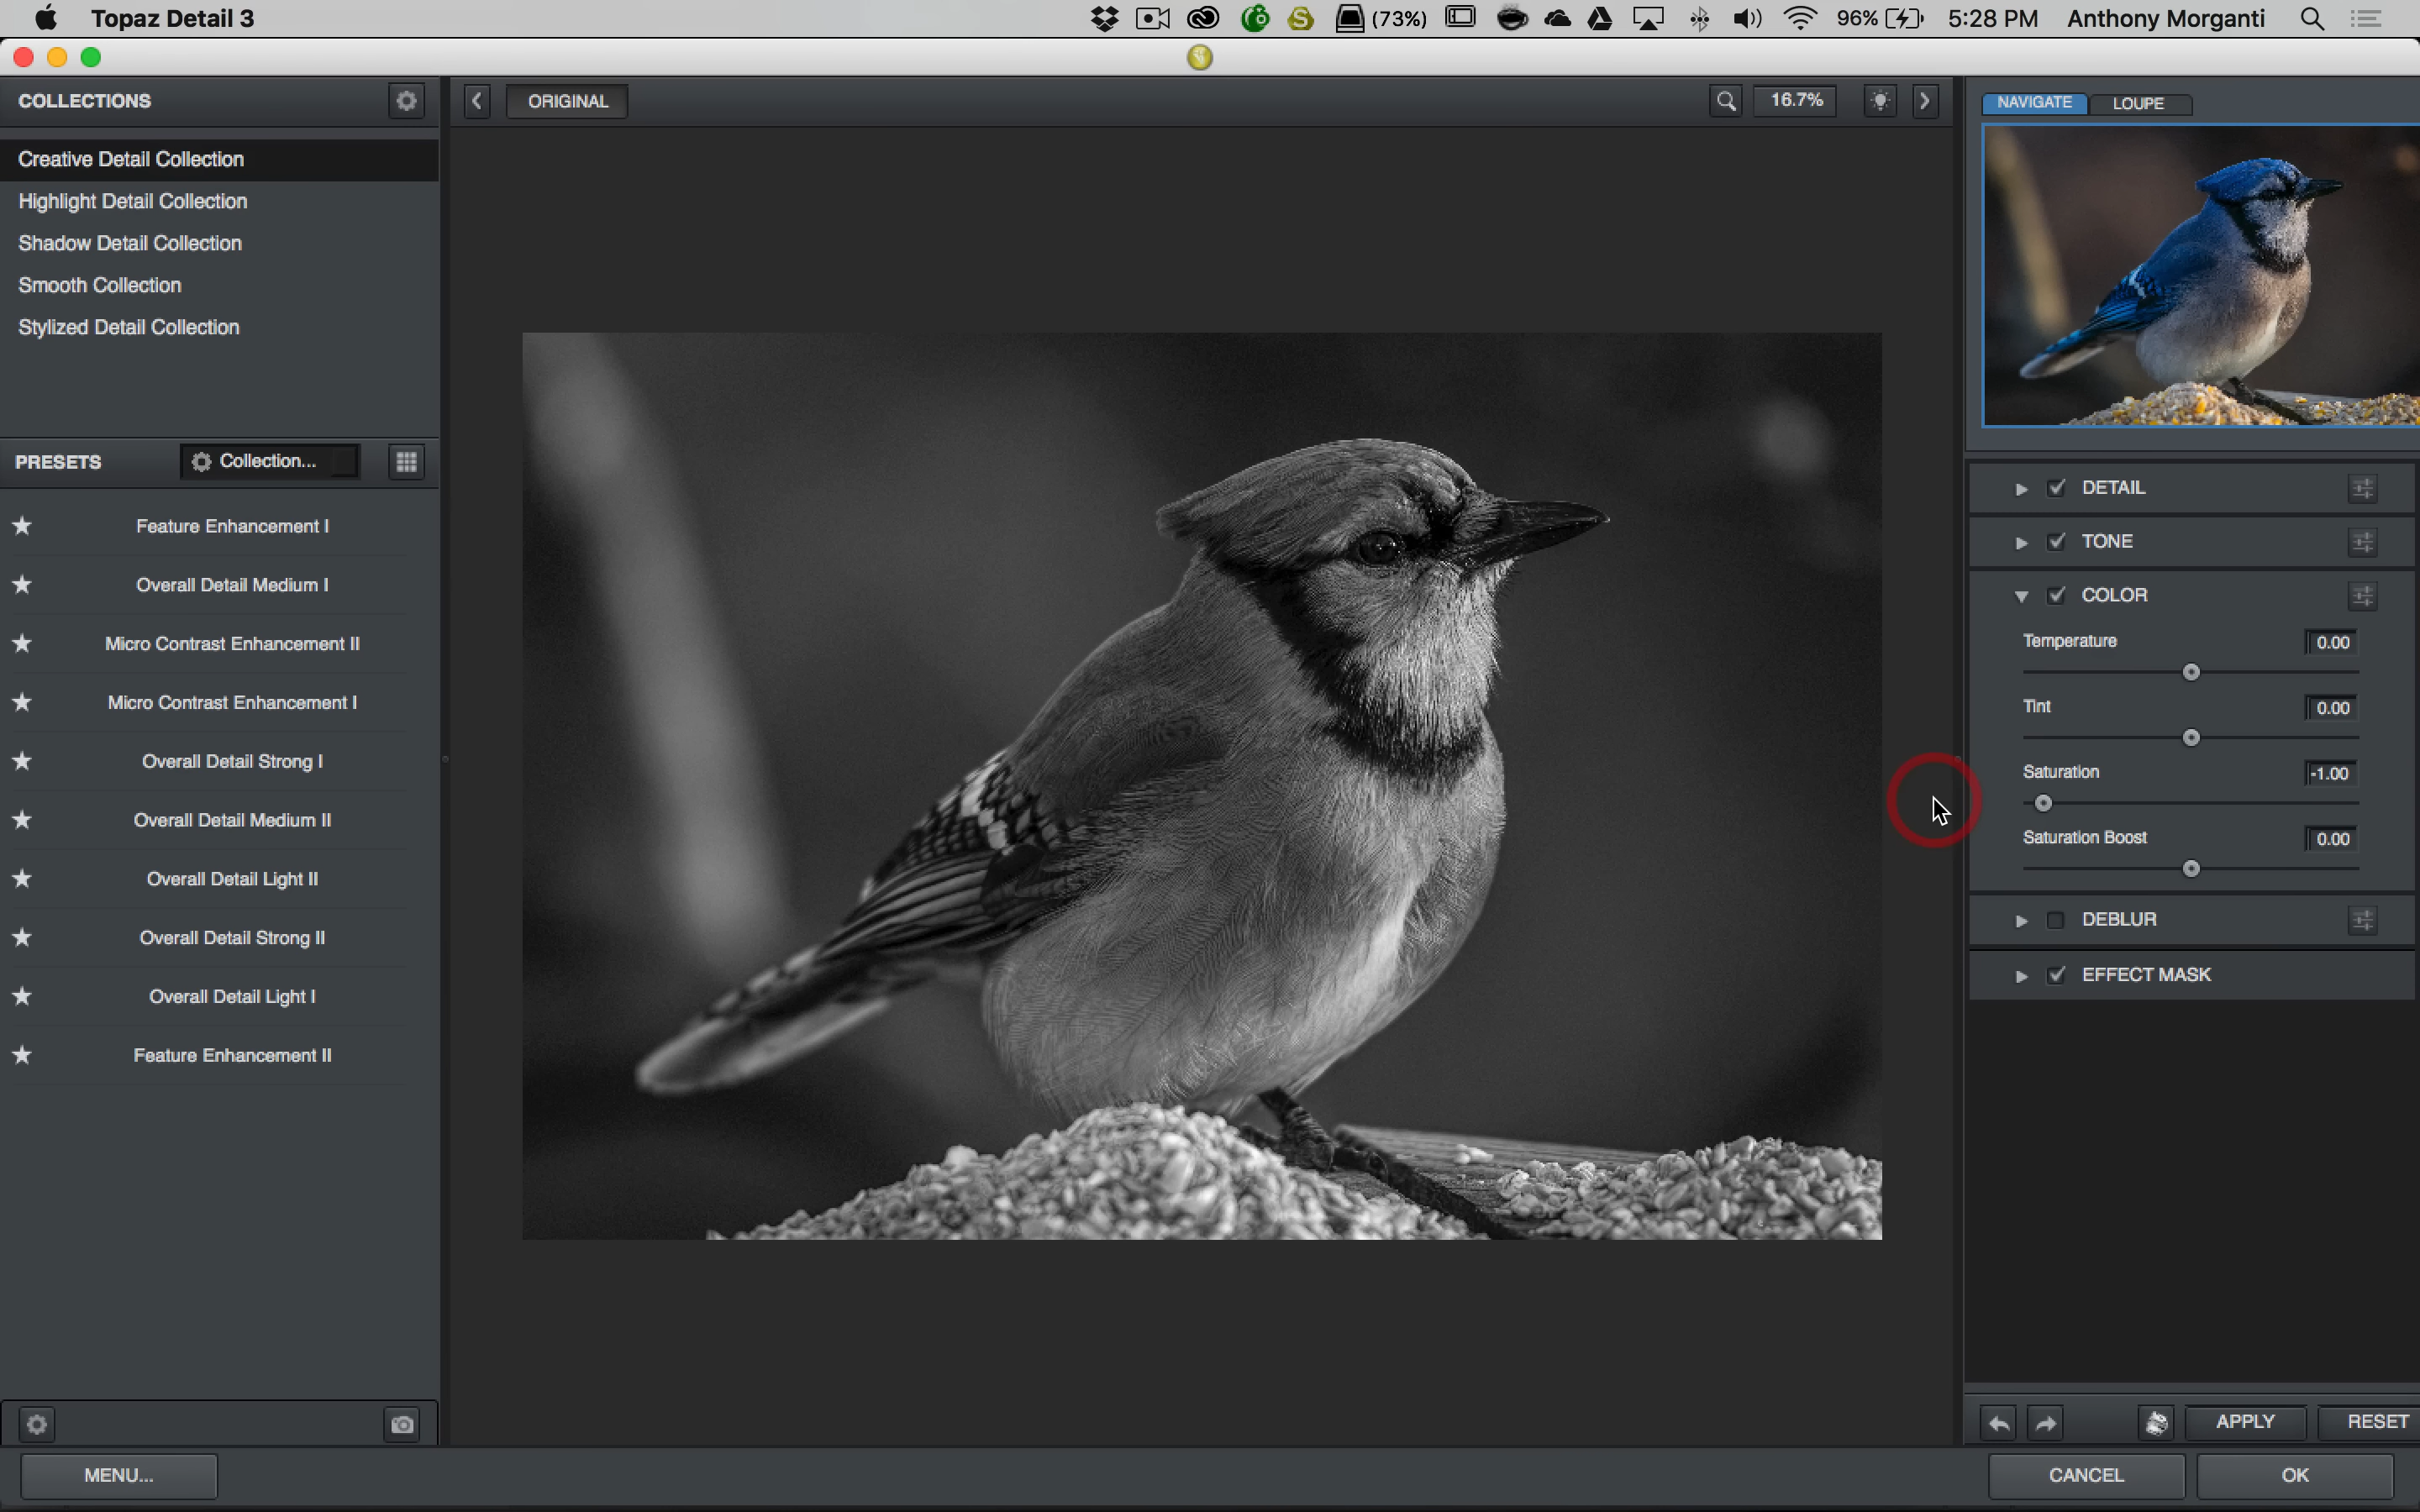 Topaz Detail 3
(73%)
96%
5:28 PM
Anthony Morganti
COLLECTIONS
ORIGINAL
16.7%
NAVIGATE
LOUPE
Creative Detail Collection
Highlight Detail Collection
Shadow Detail Collection
Smooth Collection
Stylized Detail Collection
PRESETS
Collection...
Feature Enhancement I
Overall Detail Medium I
Micro Contrast Enhancement II
Micro Contrast Enhancement I
Overall Detail Strong I
Overall Detail Medium II
Overall Detail Light II
Overall Detail Strong II
Overall Detail Light I
Feature Enhancement II
DETAIL
TONE
COLOR
Temperature 0.00
Tint 0.00
Saturation -1.00
Saturation Boost 0.00
DEBLUR
EFFECT MASK
APPLY
RESET
MENU...
CANCEL
OK